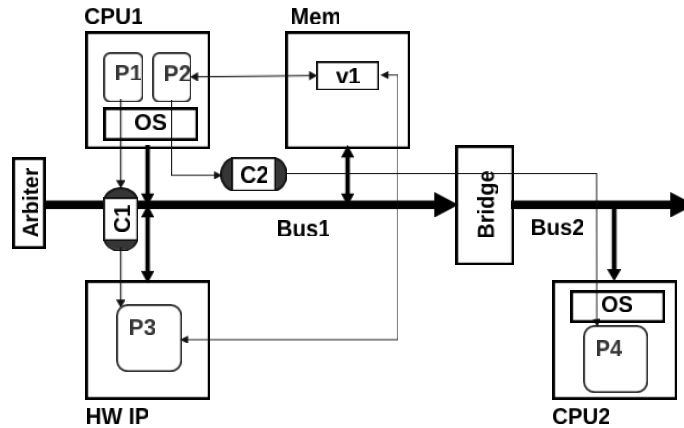 CPU1
Mem
P1
P2
v1
OS
C2
Arbiter
C1
Bus1
Bridge
Bus2
OS
P3
P4
HW IP
CPU2